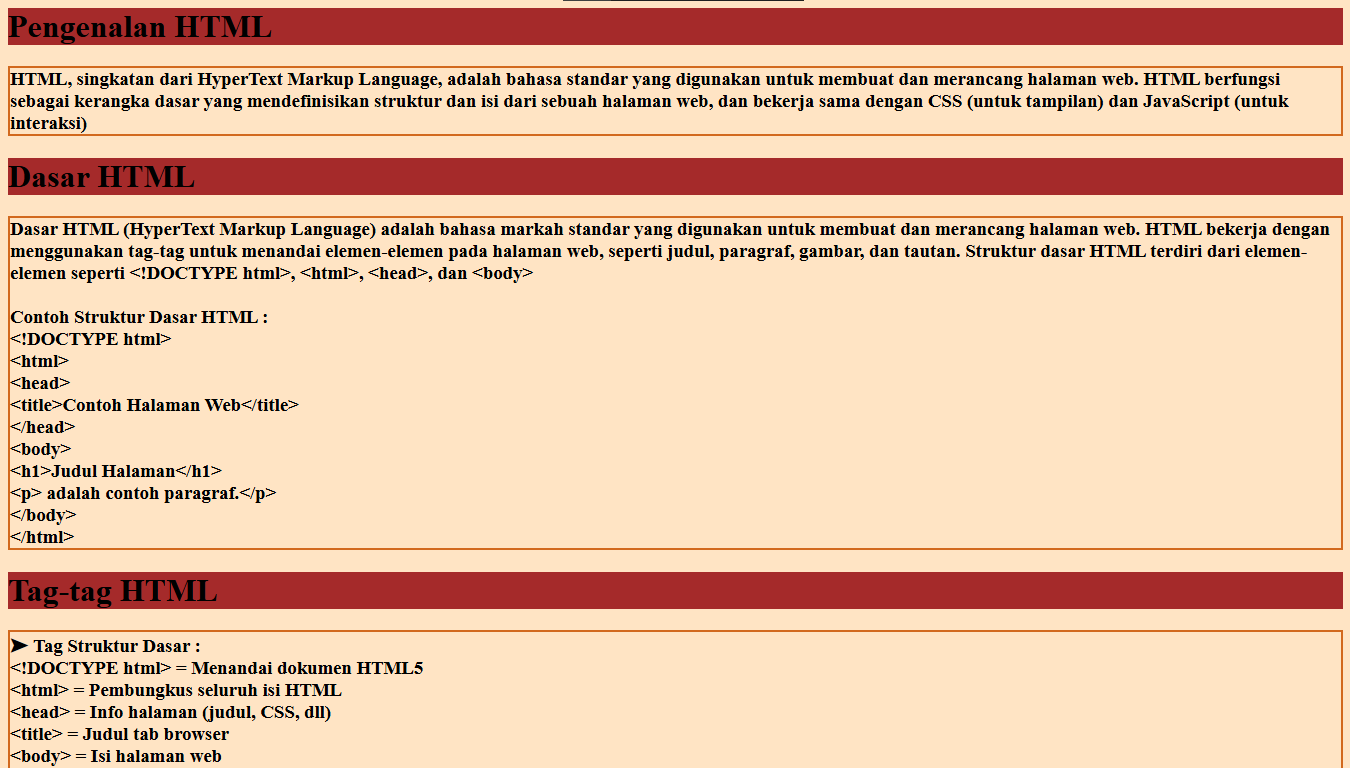 Pengenalan HTML
HTML, singkatan dari HyperText Markup Language, adalah bahasa standar yang digunakan untuk membuat dan merancang halaman web. HTML berfungsi
sebagai kerangka dasar yang mendefinisikan struktur dan isi dari sebuah halaman web, dan bekerja sama dengan CSS (untuk tampilan) dan JavaScript (untuk
interaksi)
Dasar HTML
Dasar HTML (HyperText Markup Language) adalah bahasa markah standar yang digunakan untuk membuat dan merancang halaman web. HTML bekerja dengan
menggunakan tag-tag untuk menandai elemen-elemen pada halaman web, seperti judul, paragraf, gambar, dan tautan. Struktur dasar HTML terdiri dari elemen-
elemen seperti <!DOCTYPE html>, <html>, <head>, dan <body>
Contoh Struktur Dasar HTML :
<!DOCTYPE html>
<html>
<head>
<title>Contoh Halaman Web</title>
</head>
<body>
<h1>Judul Halaman</h1>
<p> adalah contoh paragraf.</p>
</body>
</html>
Tag-tag HTML
➤ Tag Struktur Dasar :
<!DOCTYPE html> = Menandai dokumen HTML5
<html> = Pembungkus seluruh isi HTML
<head> = Info halaman (judul, CSS, dll)
<title> = Judul tab browser
<body> = Isi halaman web